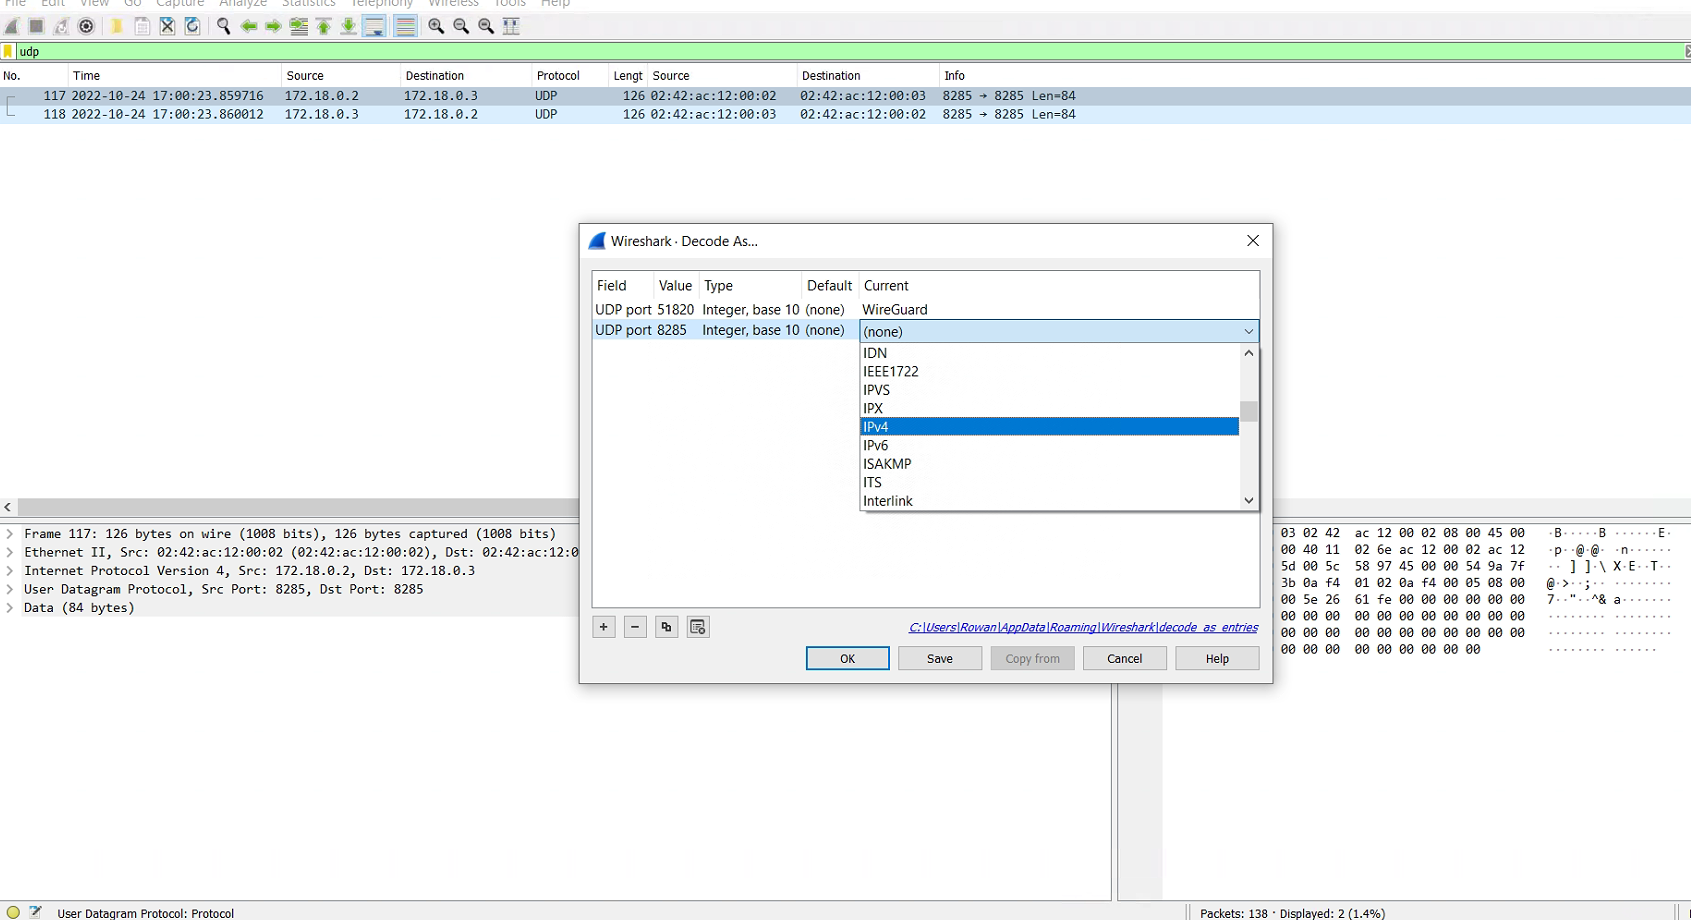 File Edit View Go Capture Analyze Statistics Telephony Wireless Tools Help
udp
No. Time Source Destination Protocol Lengt Source Destination Info
117 2022-10-24 17:00:23.859716 172.18.0.2 172.18.0.3 UDP 126 02:42:ac:12:00:02 02:42:ac:12:00:03 8285 → 8285 Len=84
118 2022-10-24 17:00:23.860012 172.18.0.3 172.18.0.2 UDP 126 02:42:ac:12:00:03 02:42:ac:12:00:02 8285 → 8285 Len=84
Wireshark · Decode As...
Field Value Type Default Current
UDP port 51820 Integer, base 10 (none) WireGuard
UDP port 8285 Integer, base 10 (none) (none)
IDN
IEEE1722
IPVS
IPX
IPv4
IPv6
ISAKMP
ITS
Interlink
C:\Users\Rowan\AppData\Roaming\Wireshark\decode_as_entries
OK Save Copy from Cancel Help
Frame 117: 126 bytes on wire (1008 bits), 126 bytes captured (1008 bits)
Ethernet II, Src: 02:42:ac:12:00:02 (02:42:ac:12:00:02), Dst: 02:42:ac:12:0
Internet Protocol Version 4, Src: 172.18.0.2, Dst: 172.18.0.3
User Datagram Protocol, Src Port: 8285, Dst Port: 8285
Data (84 bytes)
03 02 42 ac 12 00 02 08 00 45 00 ·B·····B ······E·
00 40 11 02 6e ac 12 00 02 ac 12 ·p··@·@· ·n······
5d 00 5c 58 97 45 00 00 54 9a 7f ·· ]·]·\ X·E··T··
3b 0a f4 01 02 0a f4 00 05 08 00 @·>··;·· ········
00 5e 26 61 fe 00 00 00 00 00 00 7··"··^& a·······
00 00 00 00 00 00 00 00 00 00 00 ········ ········
00 00 00 00 00 00 00 00 00 00 00 ········ ········
00 00 00 00 00 00 00 00 00 ········ ······
User Datagram Protocol: Protocol
Packets: 138 · Displayed: 2 (1.4%)